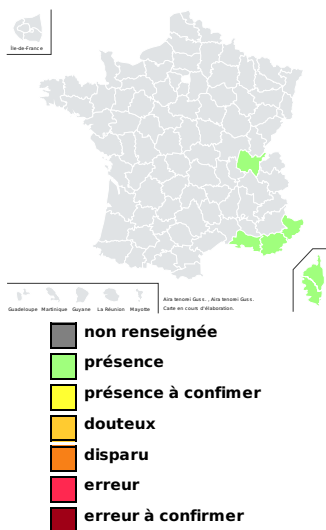 Île-de-France
Guadeloupe Martinique Guyane La Réunion Mayotte
Aira tenorei Guss. , Aira tenorei Guss.
Carte en cours d'élaboration.
non renseignée
présence
présence à confimer
douteux
disparu
erreur
erreur à confirmer